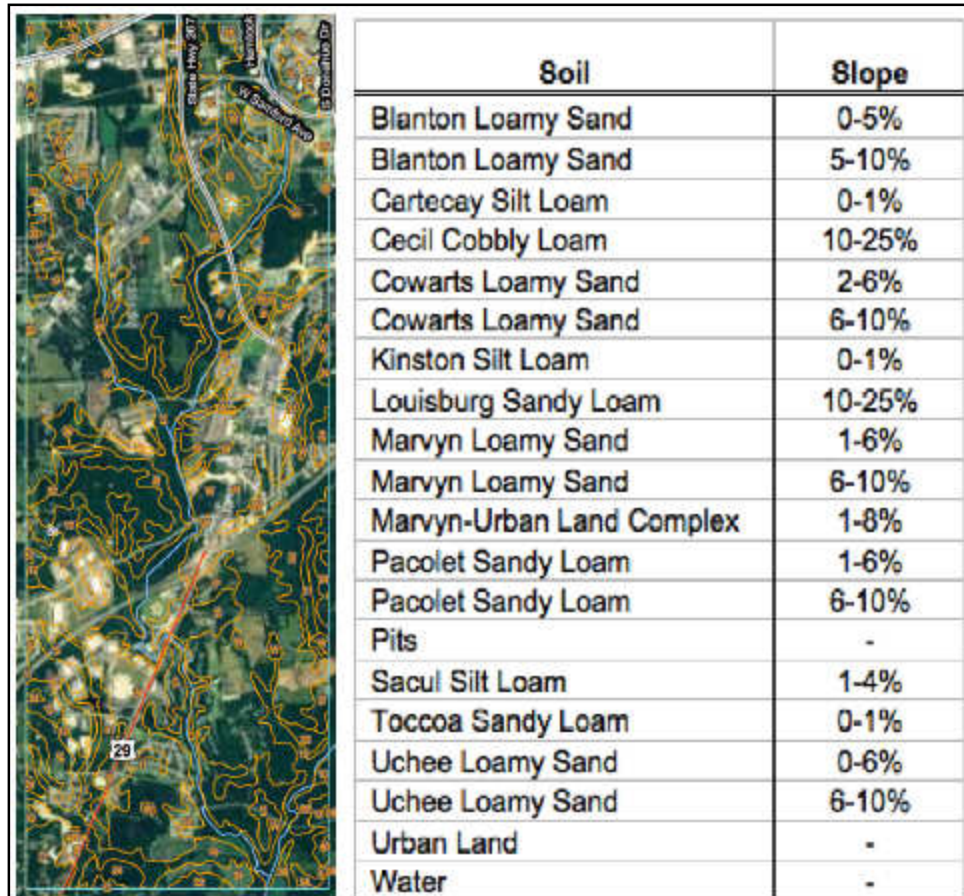 State Hwy 267
Hemlock
S Donahue Dr
W Samford Ave
29
Soil Slope
Blanton Loamy Sand 0-5%
Blanton Loamy Sand 5-10%
Cartecay Silt Loam 0-1%
Cecil Cobbly Loam 10-25%
Cowarts Loamy Sand 2-6%
Cowarts Loamy Sand 6-10%
Kinston Silt Loam 0-1%
Louisburg Sandy Loam 10-25%
Marvyn Loamy Sand 1-6%
Marvyn Loamy Sand 6-10%
Marvyn-Urban Land Complex 1-8%
Pacolet Sandy Loam 1-6%
Pacolet Sandy Loam 6-10%
Pits -
Sacul Silt Loam 1-4%
Toccoa Sandy Loam 0-1%
Uchee Loamy Sand 0-6%
Uchee Loamy Sand 6-10%
Urban Land -
Water -